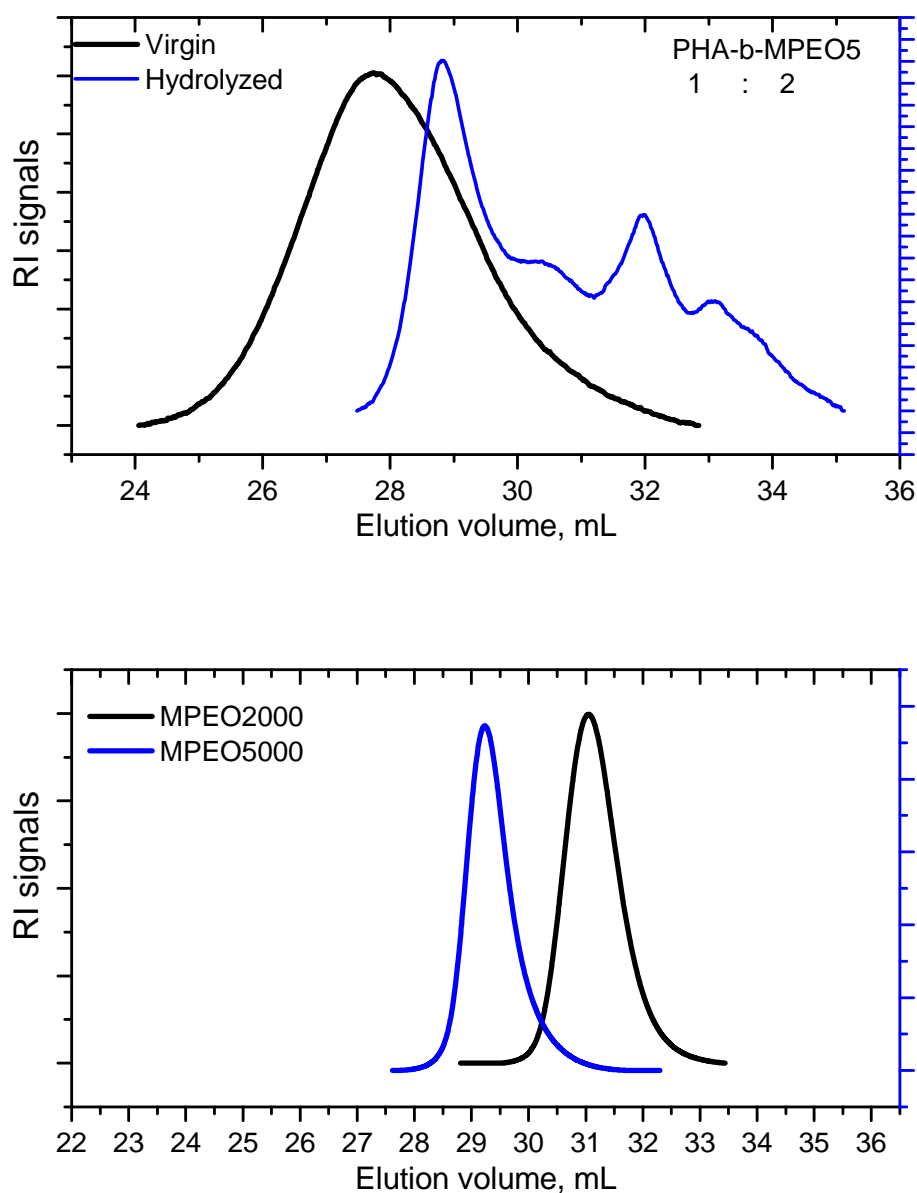 Virgin
Hydrolyzed
PHA-b-MPEO5
1 : 2
RI signals
24 26 28 30 32 34 36
Elution volume, mL
MPEO2000
MPEO5000
RI signals
22 23 24 25 26 27 28 29 30 31 32 33 34 35 36
Elution volume, mL